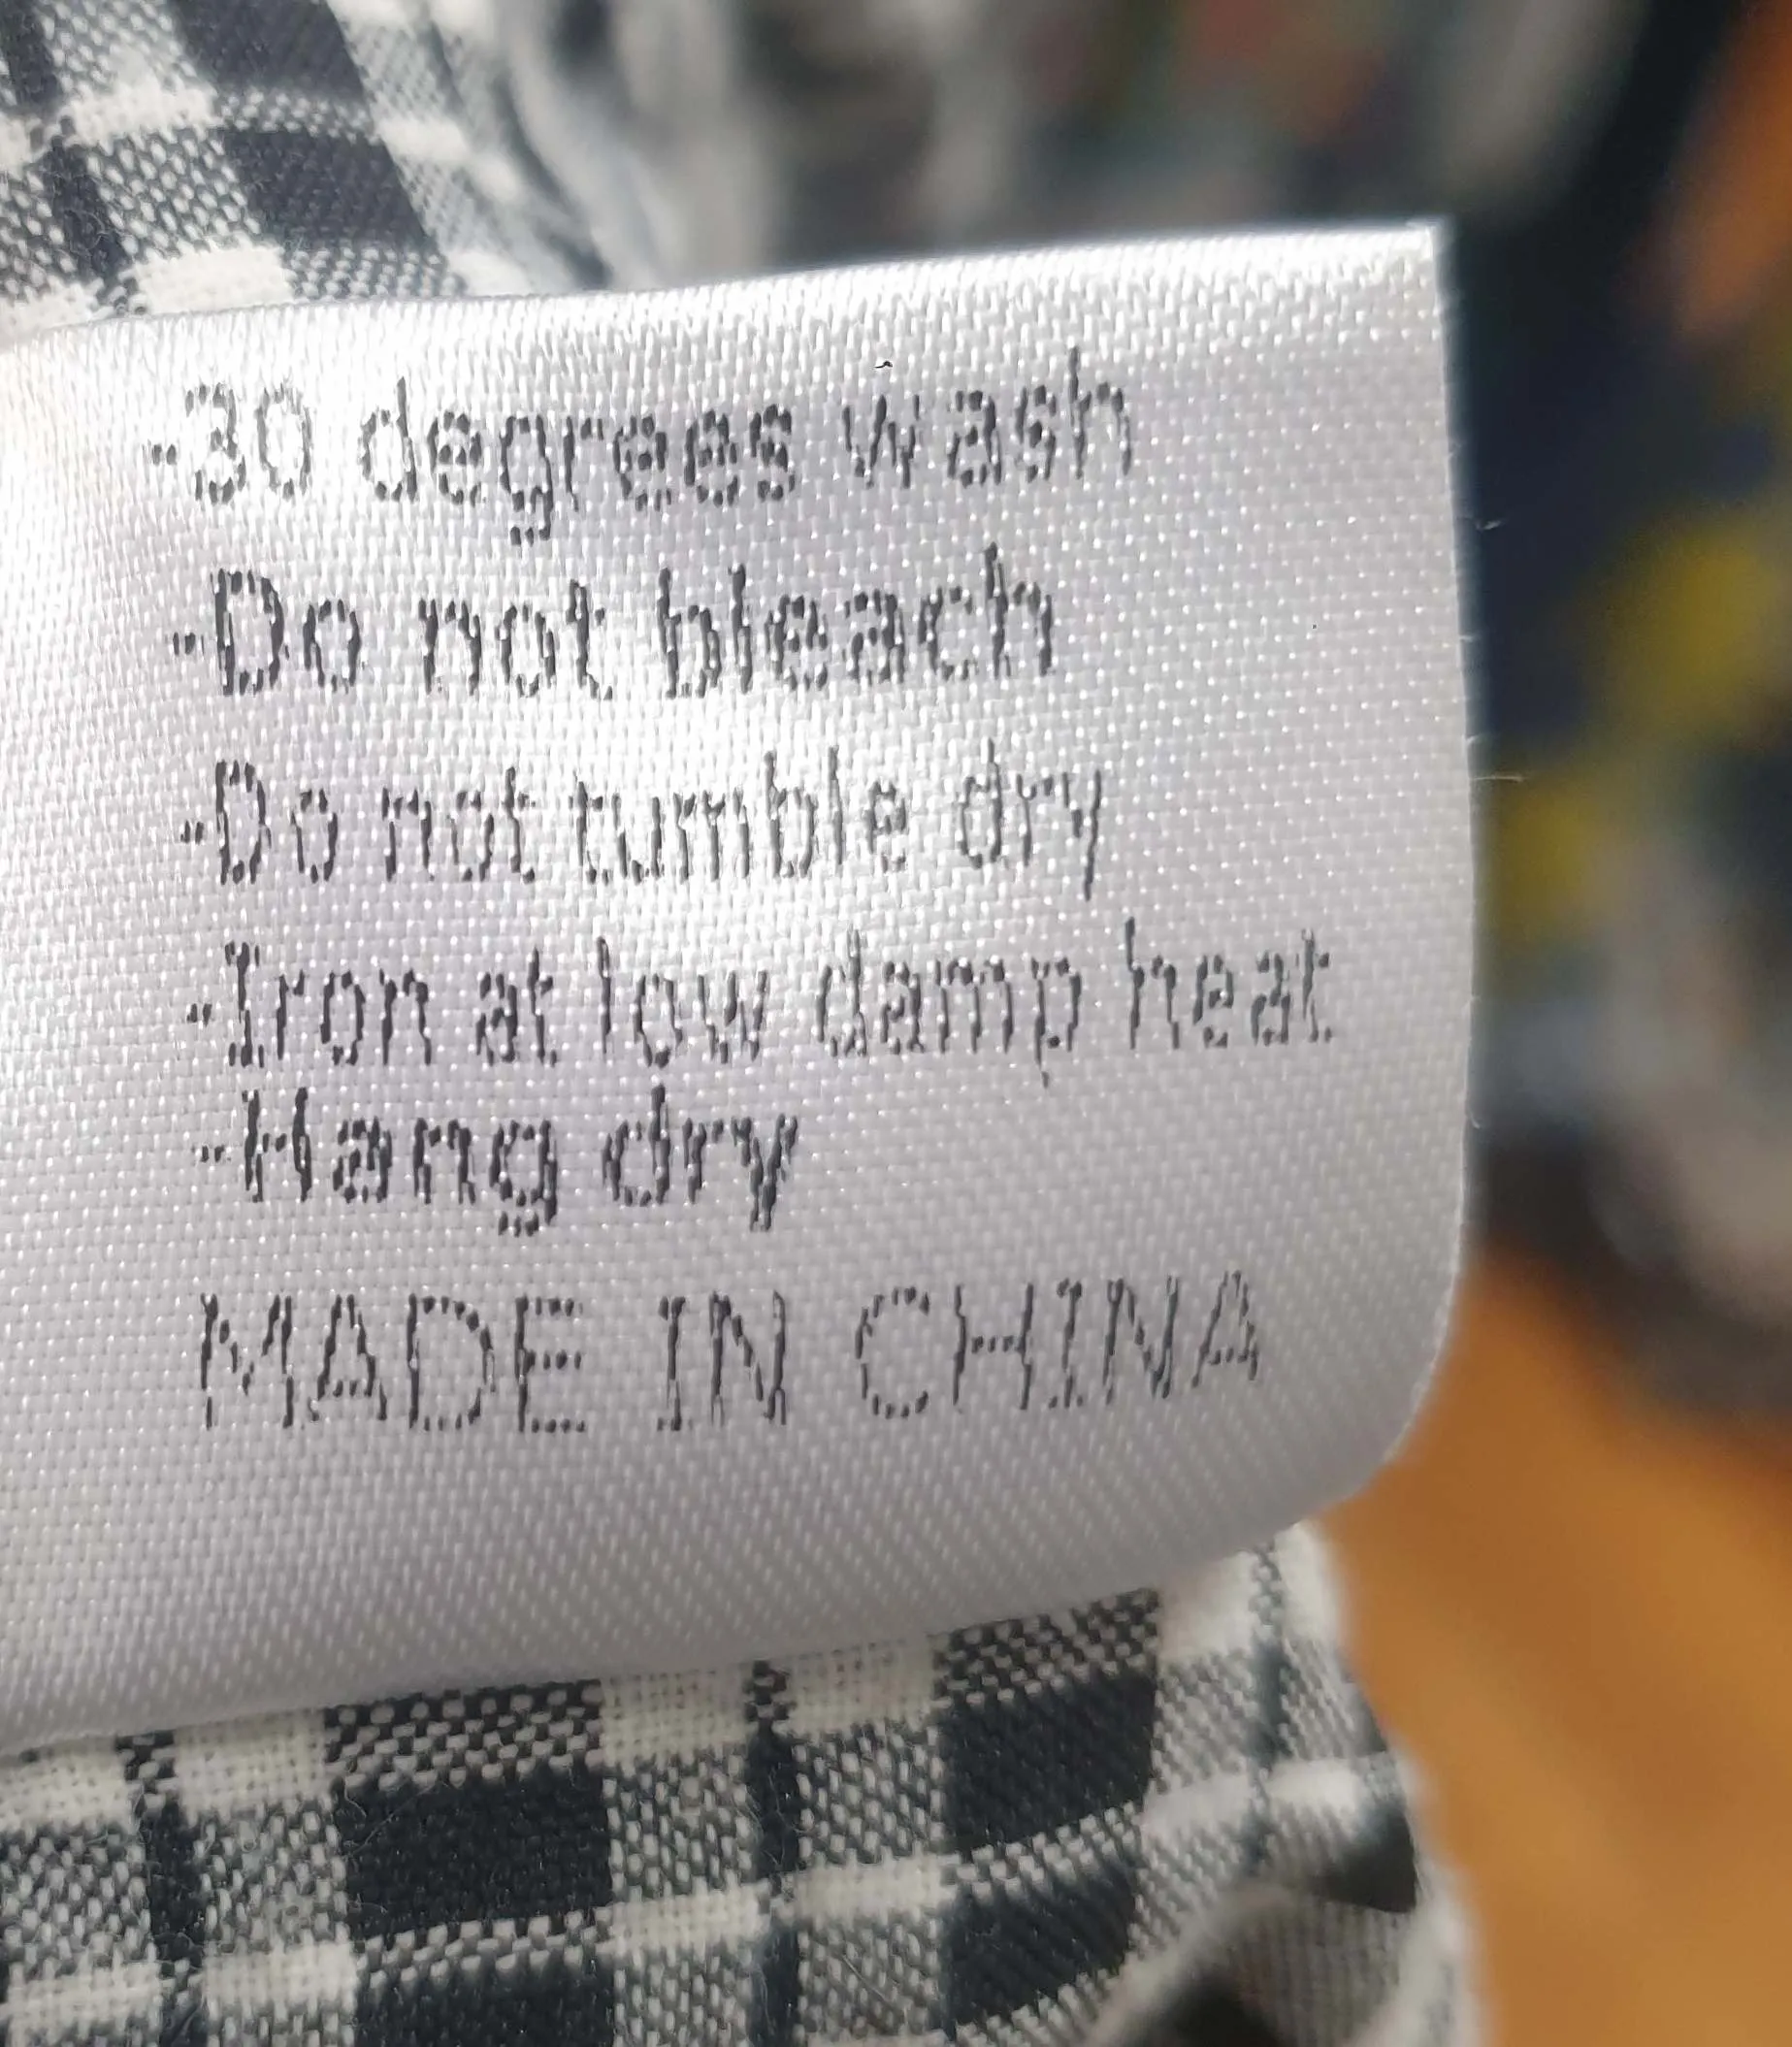 -30 degrees wash
-Do not bleach
-Do not tumble dry
-Iron at low damp heat
-Hang dry
MADE IN CHINA